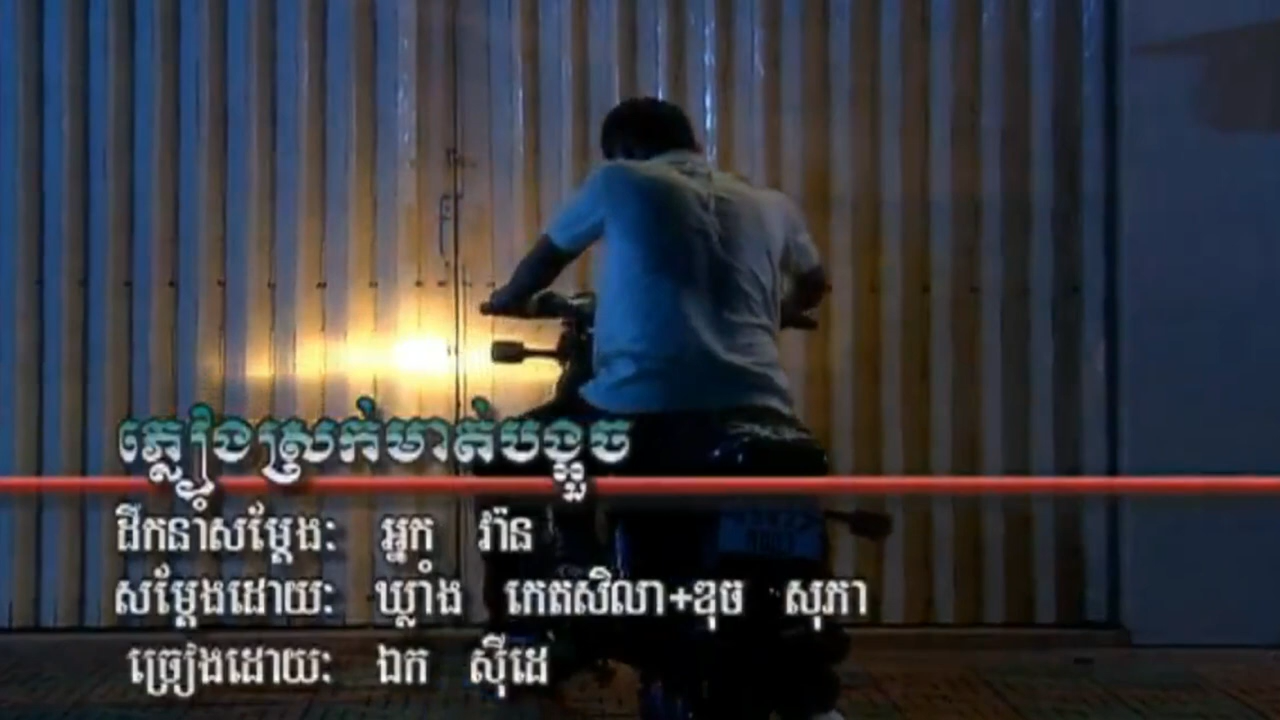 ភ្លៀងស្រក់មាត់បង្អួច
ដឹកនាំសម្តែងៈ អ្នក វ៉ាន
សម្តែងដោយៈ ឃ្លាំង កេតសិលា+ឌុច សុភា
ច្រៀងដោយៈ ឯក ស៊ីដេ